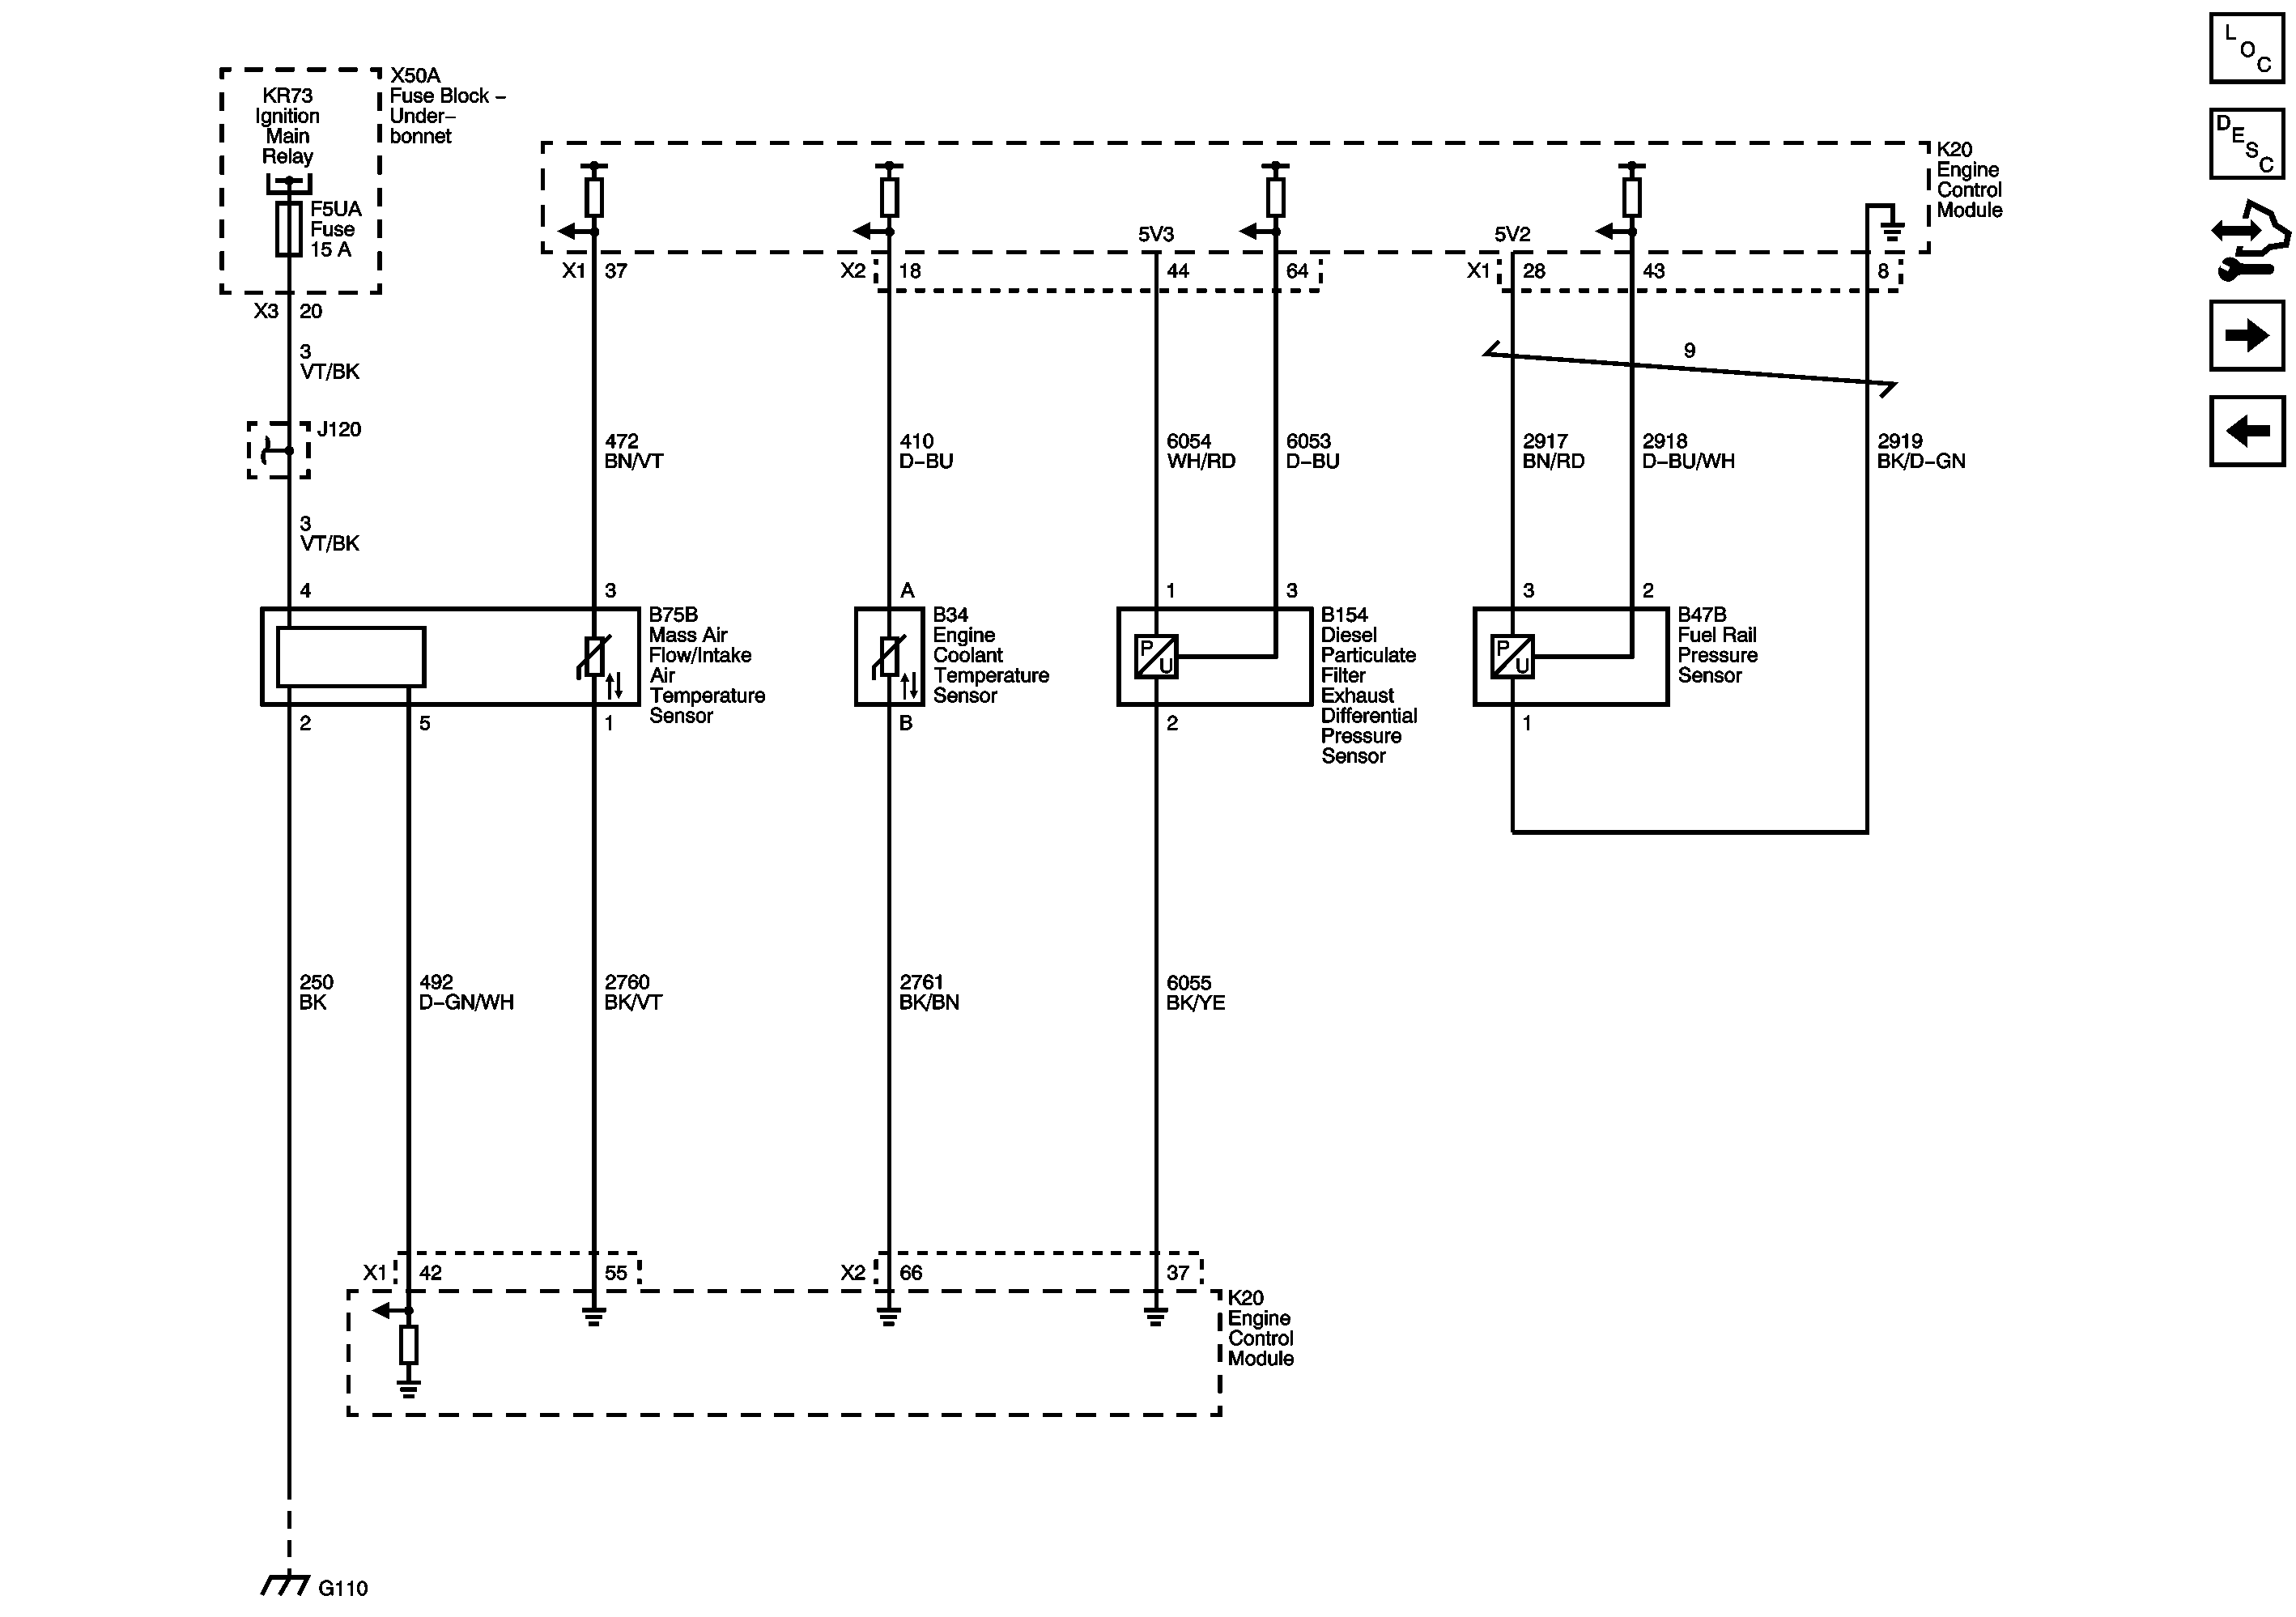 L
O
C
D
E
S
C
X50A
Fuse Block –
Under–
bonnet
KR73
Ignition
Main
Relay
F5UA
Fuse
15 A
K20
Engine
Control
Module
5V3
5V2
X1 37
X2 18 44 64
X1 28 43 8
X3 20
3
VT/BK
9
J120
472
BN/VT
410
D–BU
6054
WH/RD
6053
D–BU
2917
BN/RD
2918
D–BU/WH
2919
BK/D–GN
3
VT/BK
4 3 A 1 3 3 2
B75B
Mass Air
Flow/Intake
Air
Temperature
Sensor
B34
Engine
Coolant
Temperature
Sensor
P
U
B154
Diesel
Particulate
Filter
Exhaust
Differential
Pressure
Sensor
P
U
B47B
Fuel Rail
Pressure
Sensor
2 5 1 B 2 1
250
BK
492
D–GN/WH
2760
BK/VT
2761
BK/BN
6055
BK/YE
X1 42 55
X2 66 37
K20
Engine
Control
Module
G110